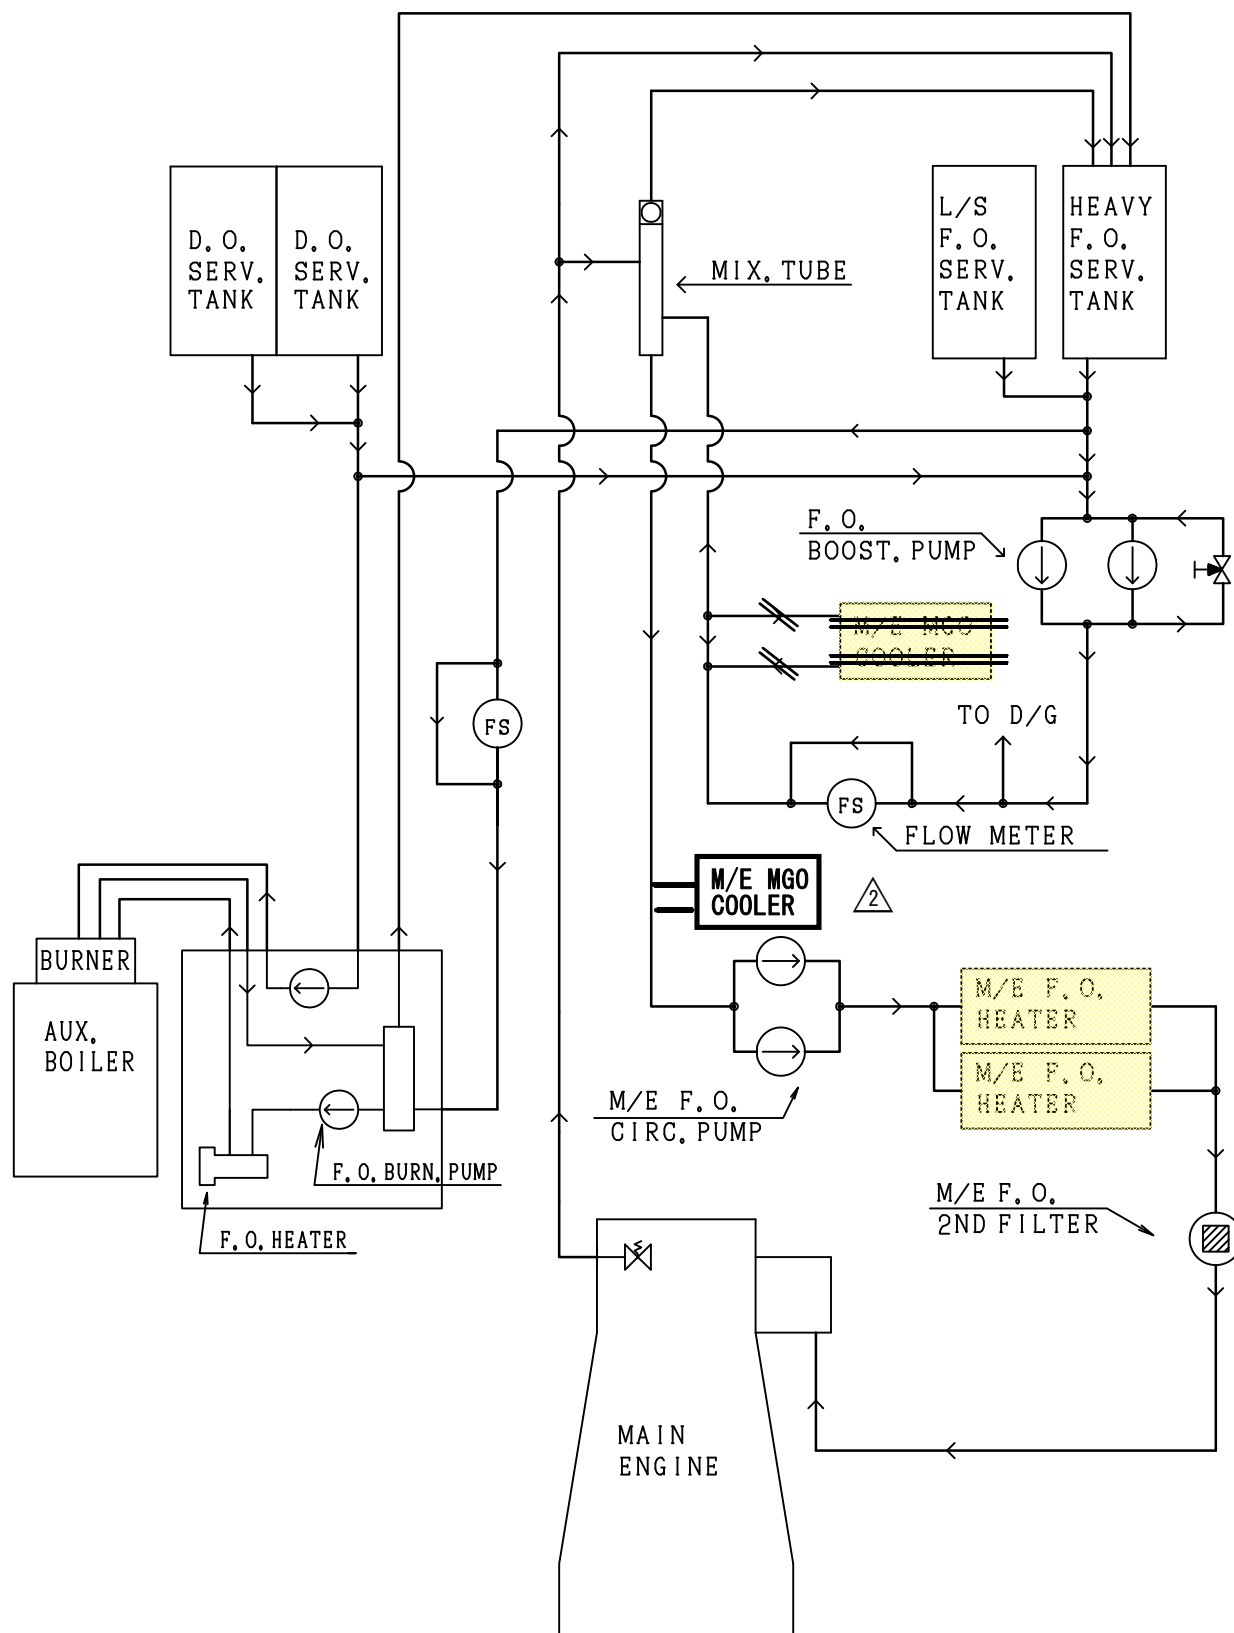 D.O.
SERV.
TANK
D.O.
SERV.
TANK
MIX. TUBE
L/S
F.O.
SERV.
TANK
HEAVY
F.O.
SERV.
TANK
F.O.
BOOST. PUMP
M/E MGO
COOLER
TO D/G
FS
FS
FLOW METER
M/E MGO
COOLER
2
BURNER
AUX.
BOILER
M/E F.O.
HEATER
M/E F.O.
HEATER
M/E F.O.
CIRC. PUMP
F.O. BURN. PUMP
F.O. HEATER
M/E F.O.
2ND FILTER
MAIN
ENGINE